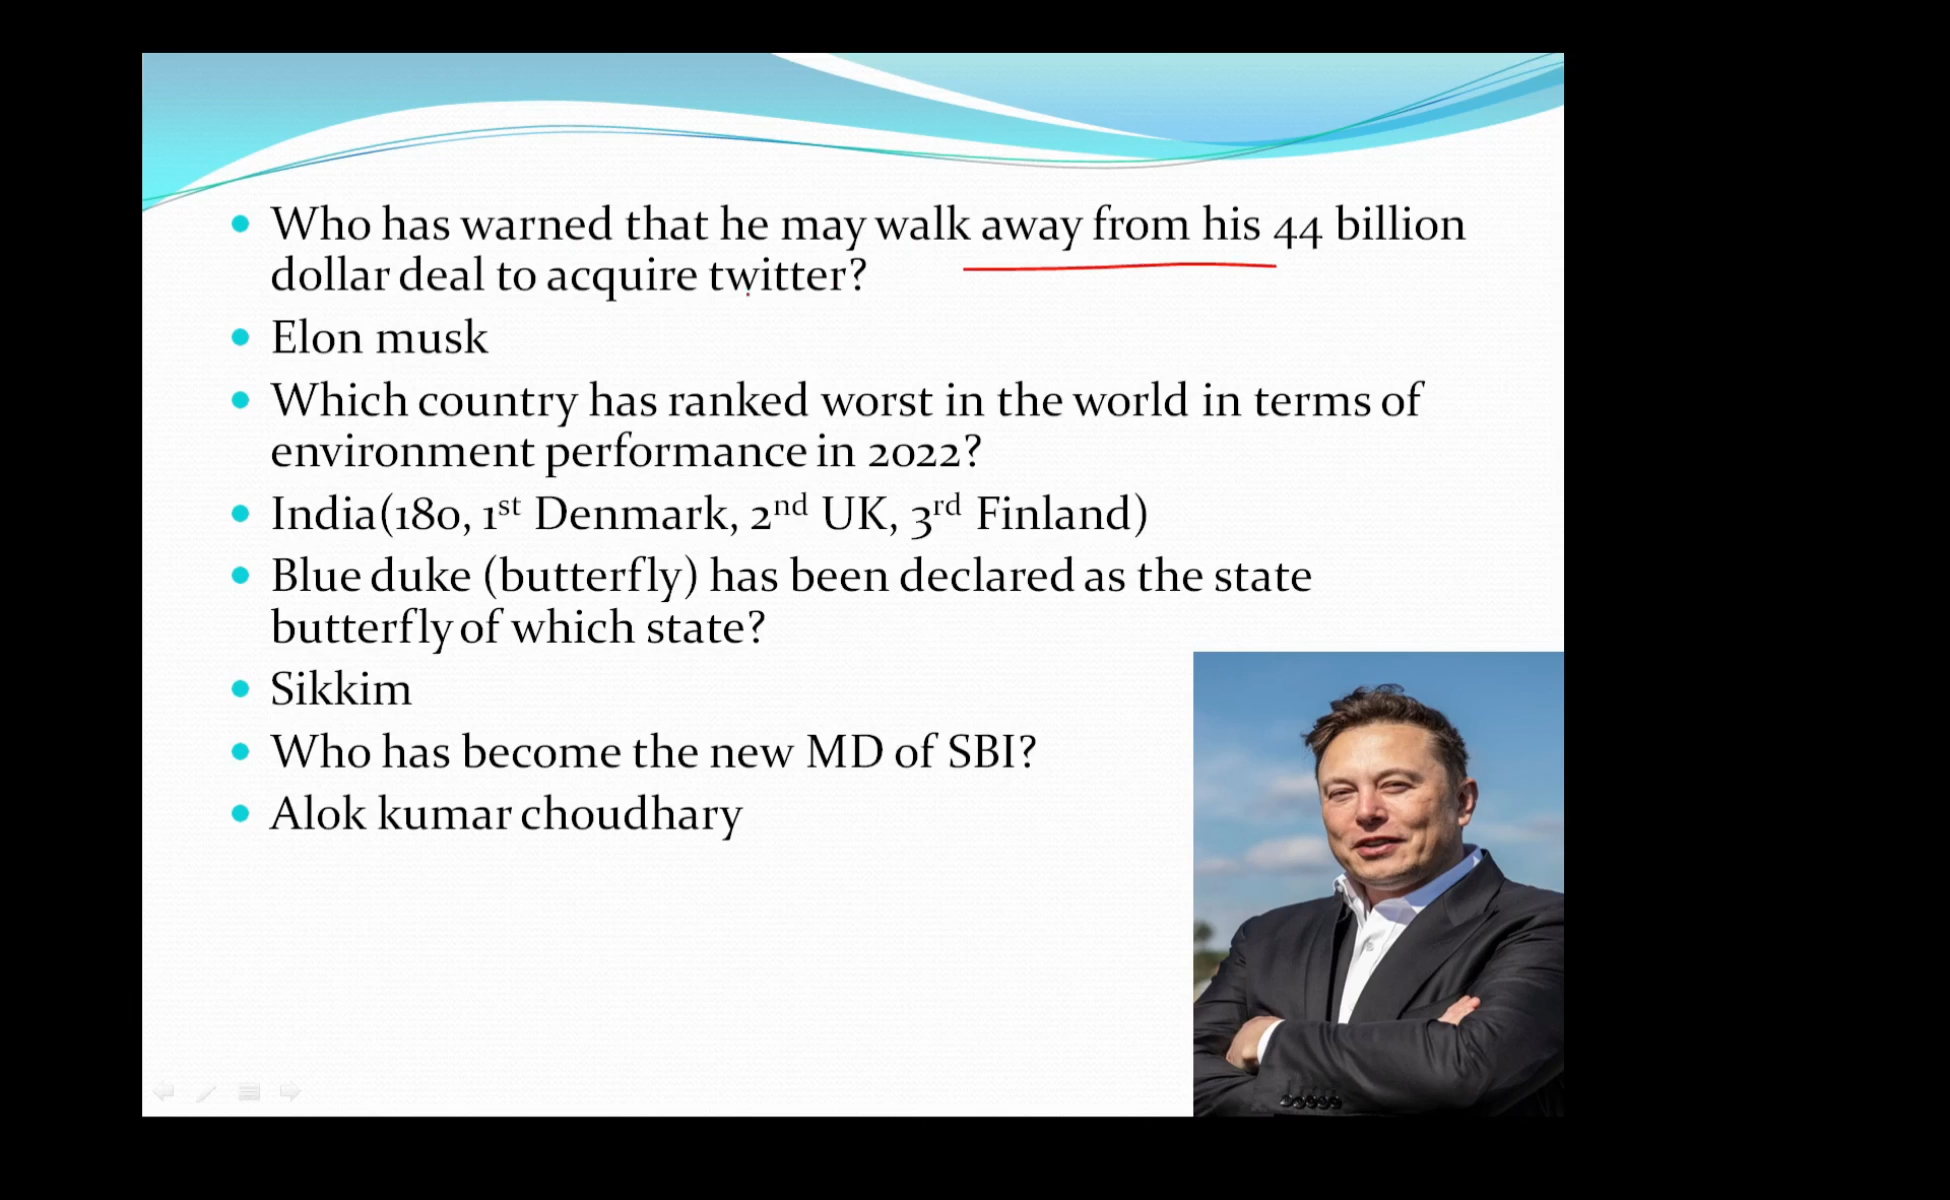 Who has warned that he may walk away from his 44 billion
dollar deal to acquire twitter?
Elon musk
Which country has ranked worst in the world in terms of
environment performance in 2022?
India(180, 1st Denmark, 2nd UK, 3rd Finland)
Blue duke (butterfly) has been declared as the state
butterfly of which state?
Sikkim
Who has become the new MD of SBI?
Alok kumar choudhary